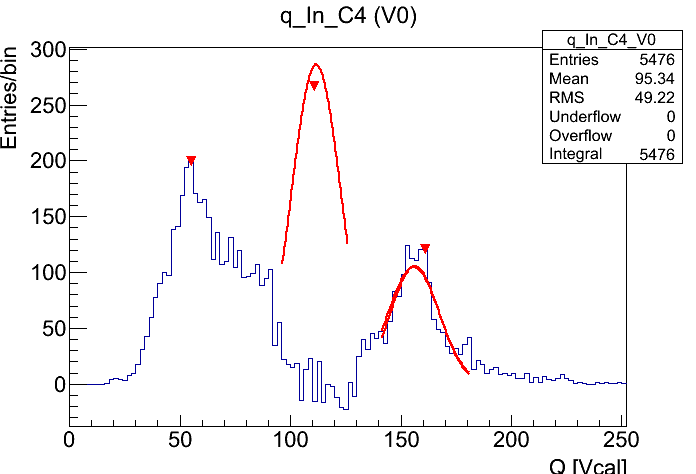 q_In_C4 (V0)
q_In_C4_V0
Entries 5476
Mean 95.34
RMS 49.22
Underflow 0
Overflow 0
Integral 5476
Entries/bin
300
250
200
150
100
50
0
0 50 100 150 200 250
Q [Vcal]